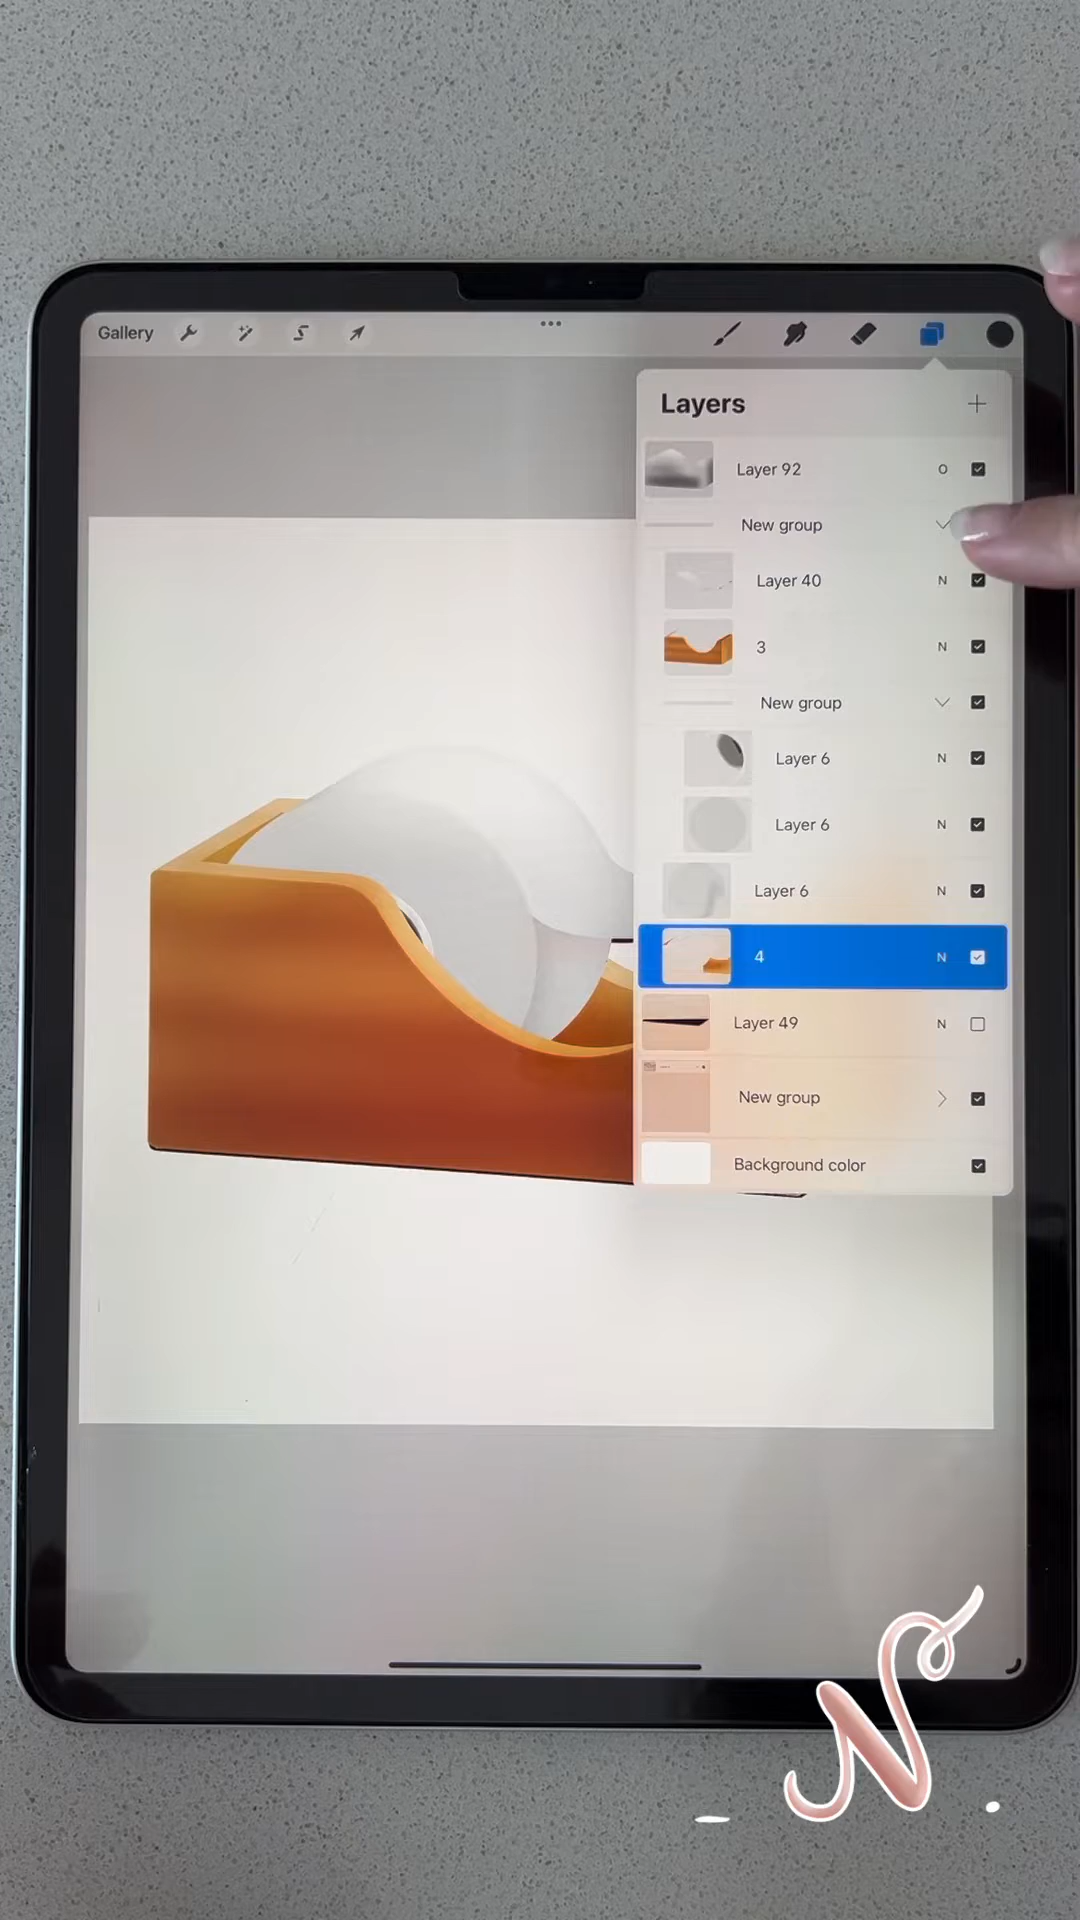 Gallery
Layers
Layer 92 O
New group
Layer 40 N
3 N
New group
Layer 6 N
Layer 6 N
Layer 6 N
4 N
Layer 49 N
New group
Background color
N